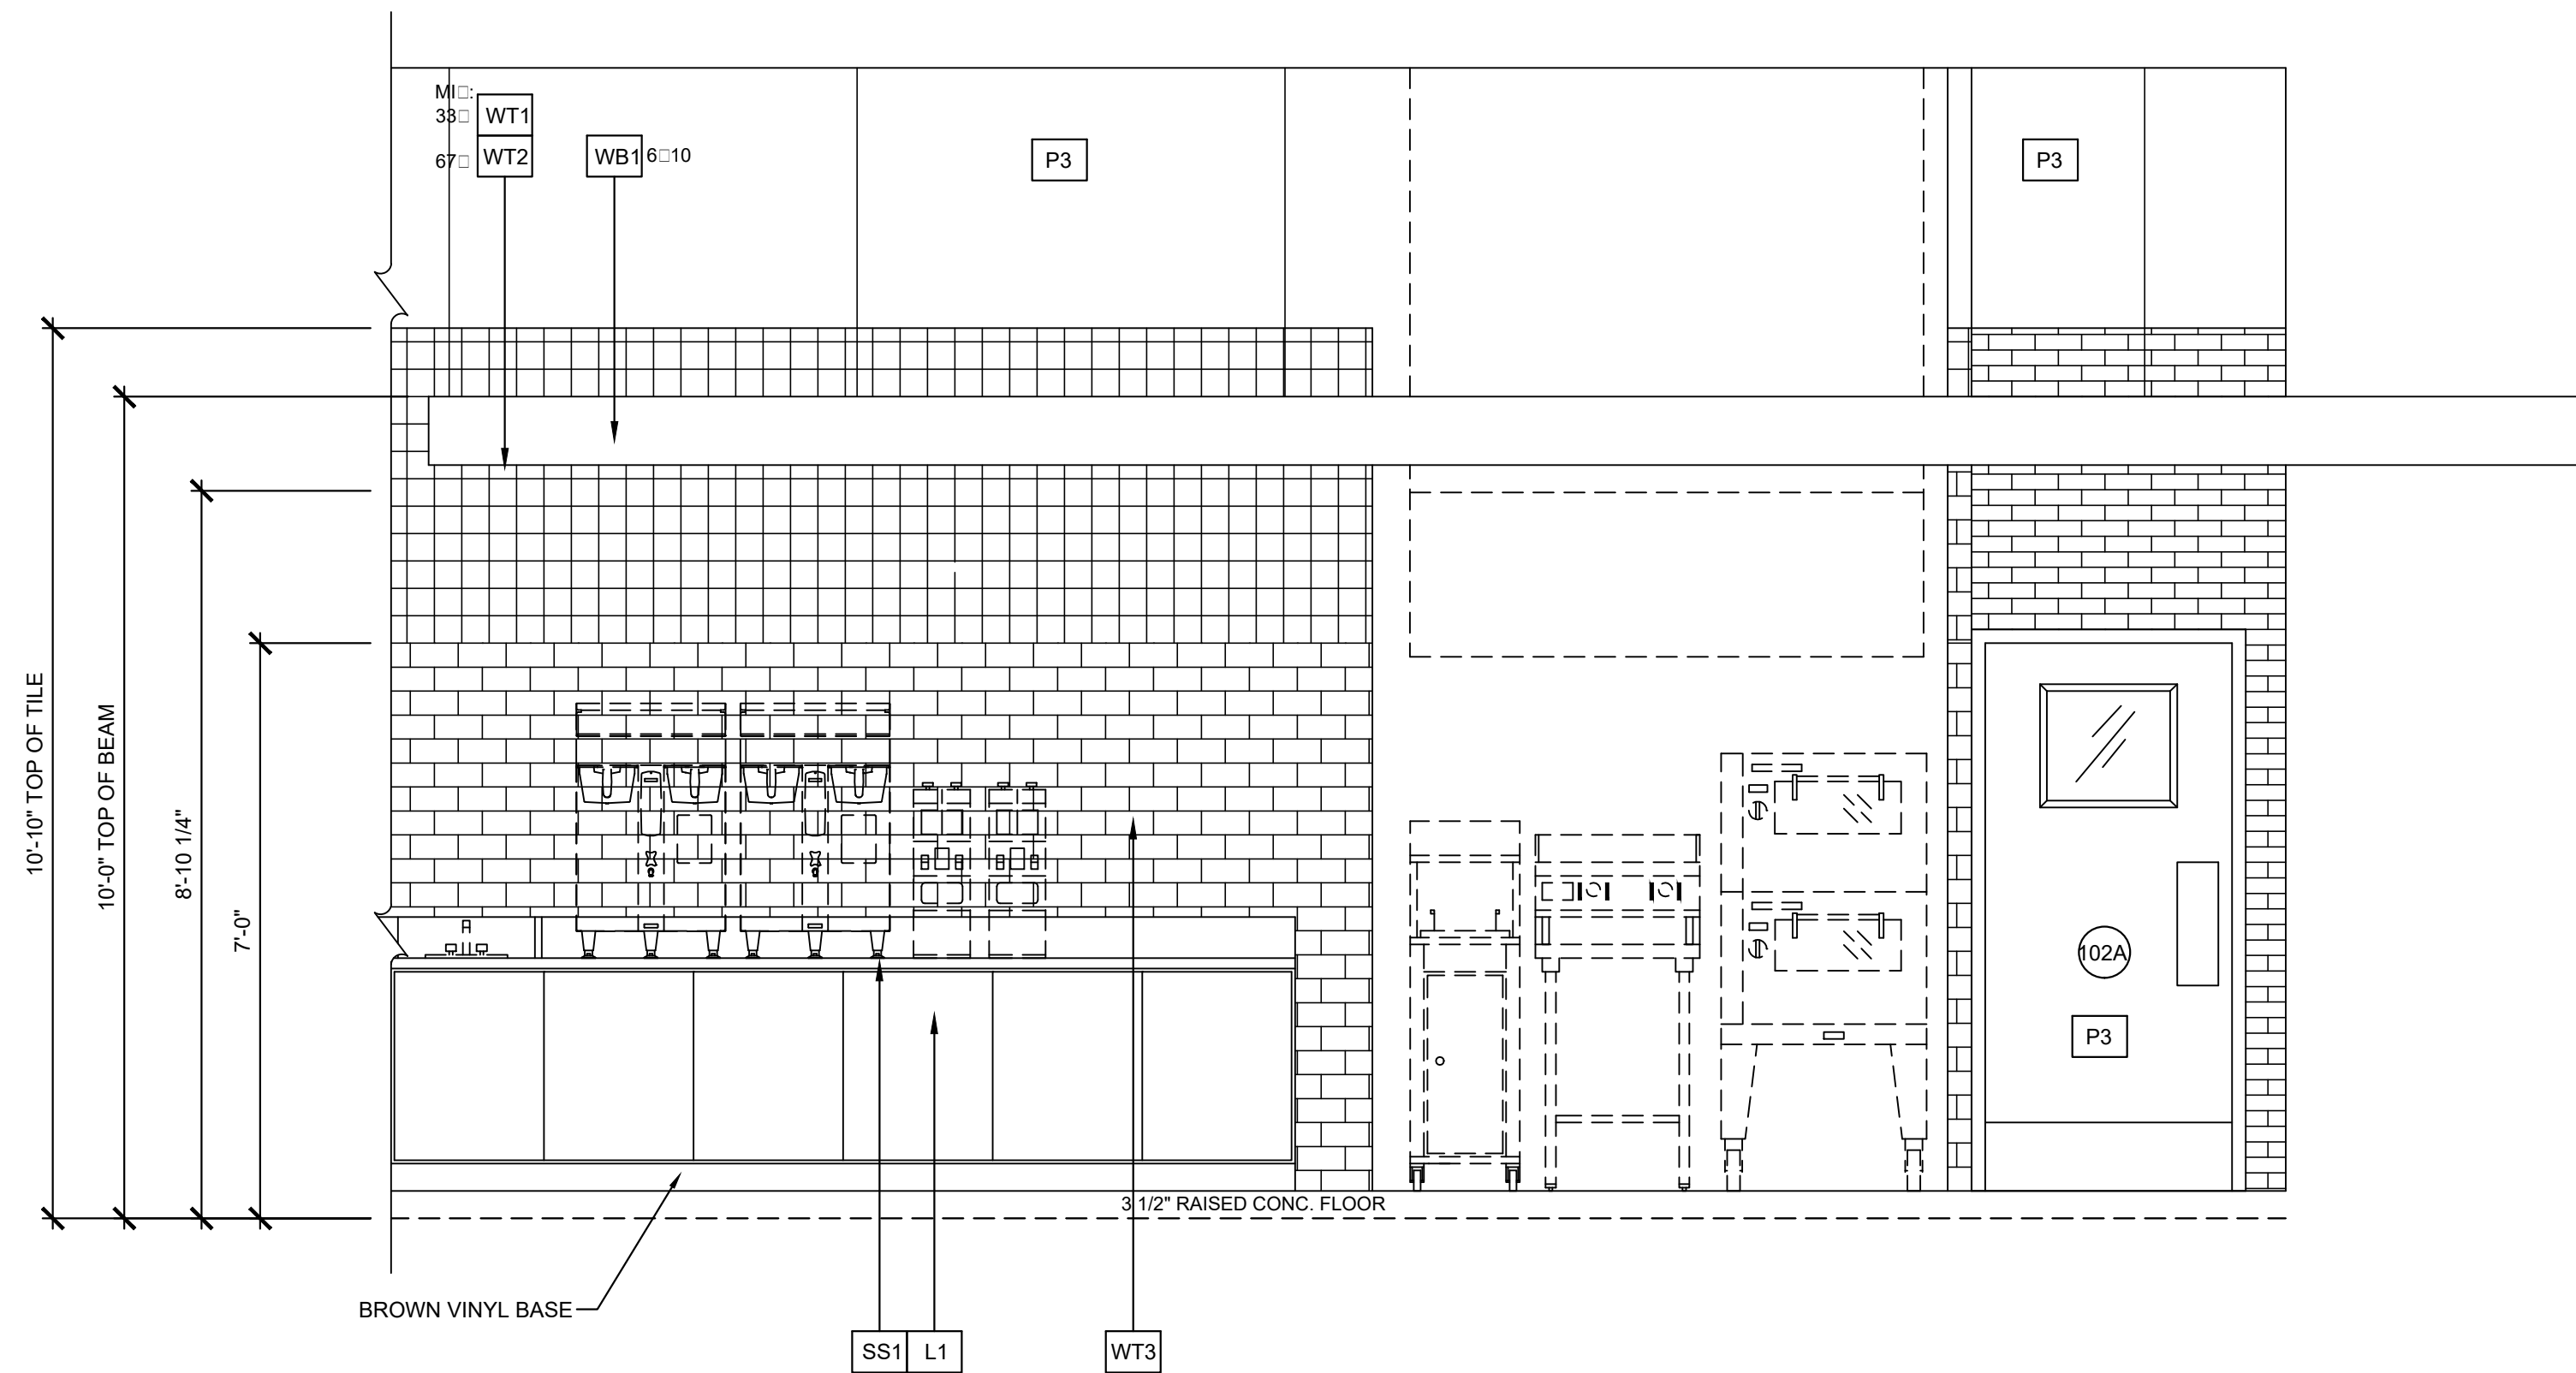 MI□:
33□ WT1
67□ WT2
WB1 6□10
P3
P3
10'-10" TOP OF TILE
10'-0" TOP OF BEAM
8'-10 1/4"
7'-0"
102A
P3
3 1/2" RAISED CONC. FLOOR
BROWN VINYL BASE
SS1 L1
WT3